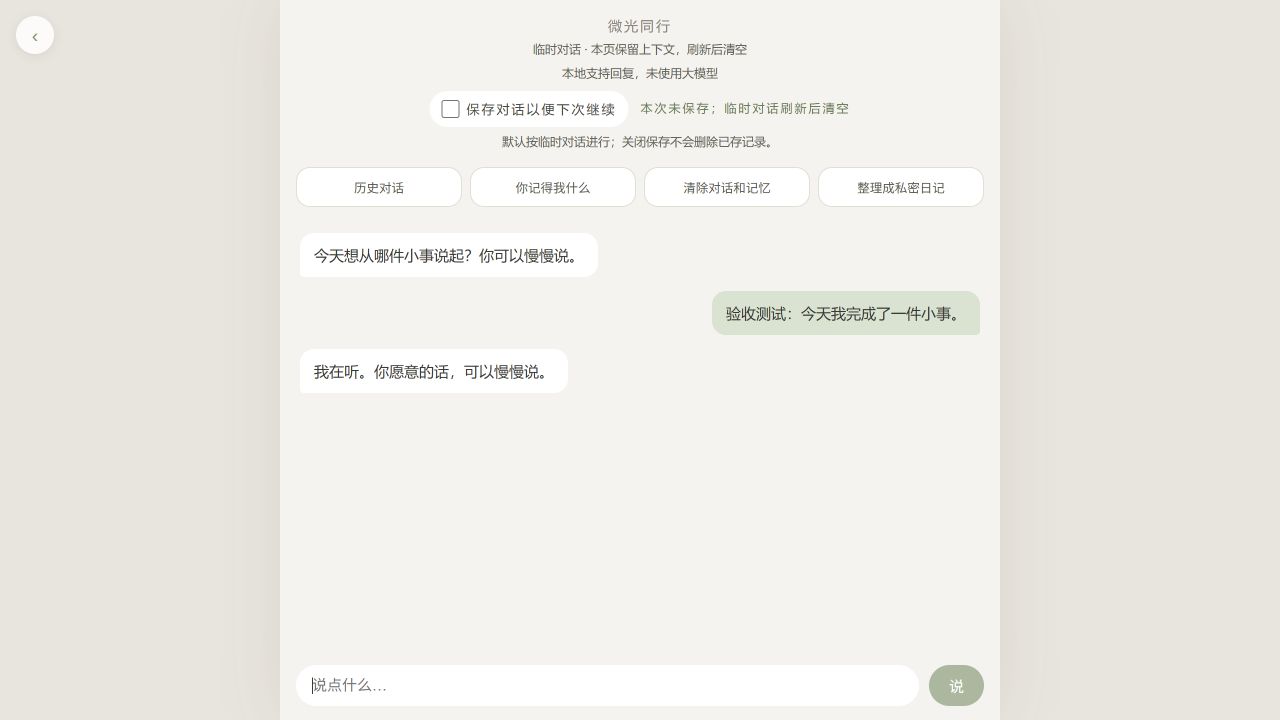 ‹
微光同行
临时对话 · 本页保留上下文，刷新后清空
本地支持回复，未使用大模型
保存对话以便下次继续 本次未保存；临时对话刷新后清空
默认按临时对话进行；关闭保存不会删除已存记录。
历史对话 你记得我什么 清除对话和记忆 整理成私密日记
今天想从哪件小事说起？你可以慢慢说。
验收测试：今天我完成了一件小事。
我在听。你愿意的话，可以慢慢说。
说点什么… 说